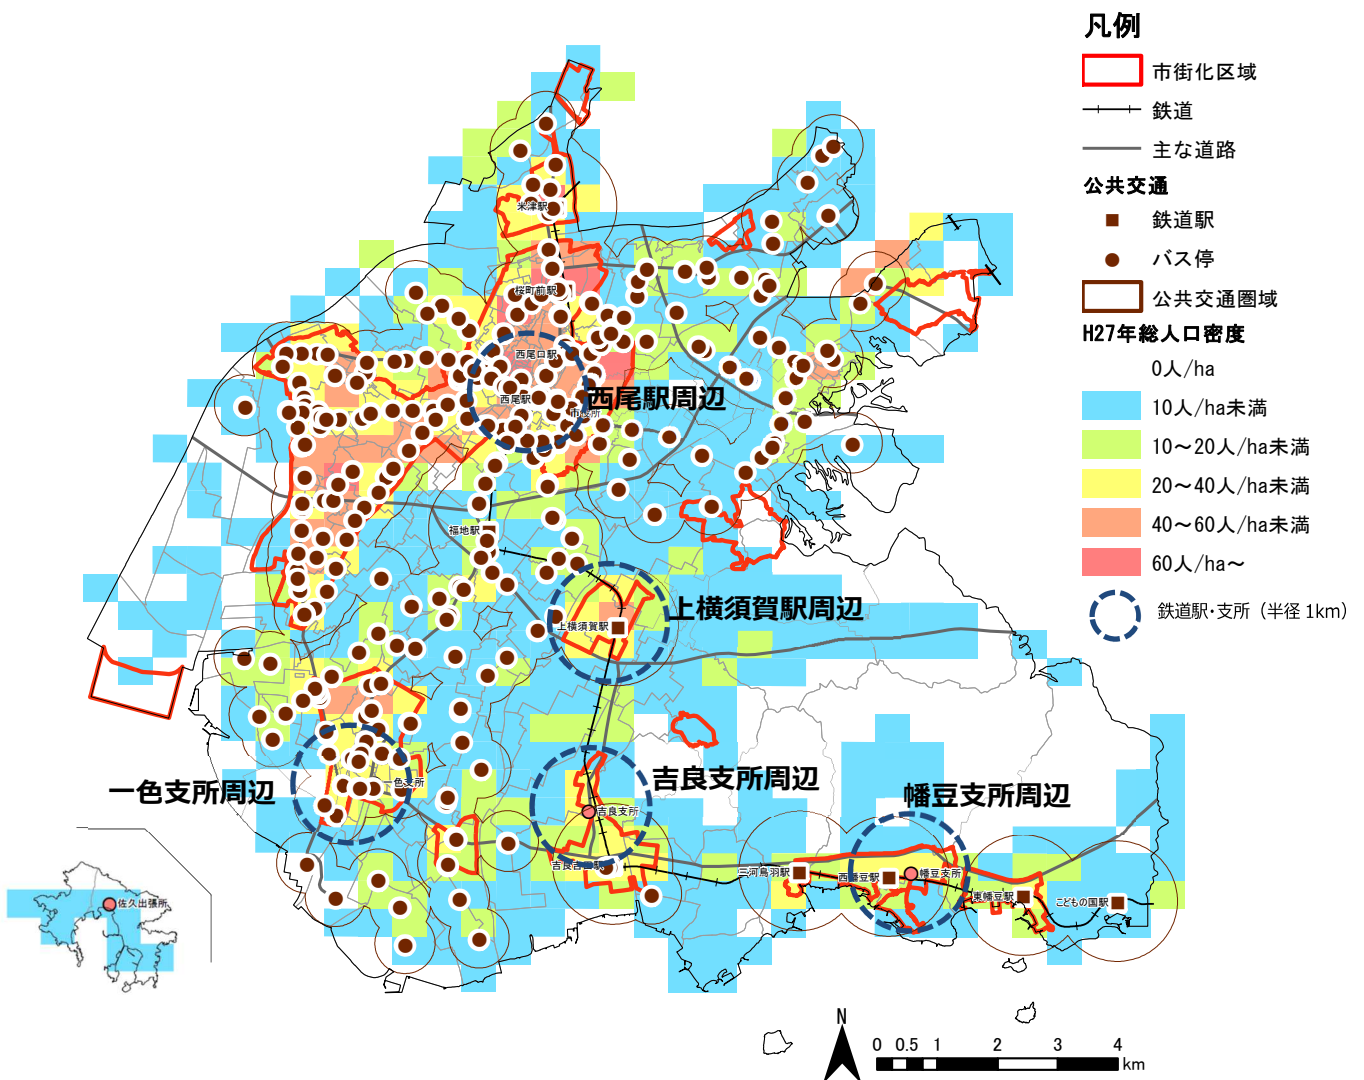 凡例
市街化区域
鉄道
主な道路
公共交通
鉄道駅
バス停
公共交通圏域
H27年総人口密度
0人/ha
10人/ha未満
10～20人/ha未満
20～40人/ha未満
40～60人/ha未満
60人/ha～
鉄道駅・支所（半径 1km）
米津駅
桜町前駅
西尾口駅
西尾駅
市役所
西尾駅周辺
福地駅
上横須賀駅
上横須賀駅周辺
一色支所
一色支所周辺
吉良支所
吉良支所周辺
幡豆支所周辺
三河鳥羽駅
西幡豆駅
幡豆支所
東幡豆駅
こどもの国駅
佐久出張所
N
0 0.5 1 2 3 4
km